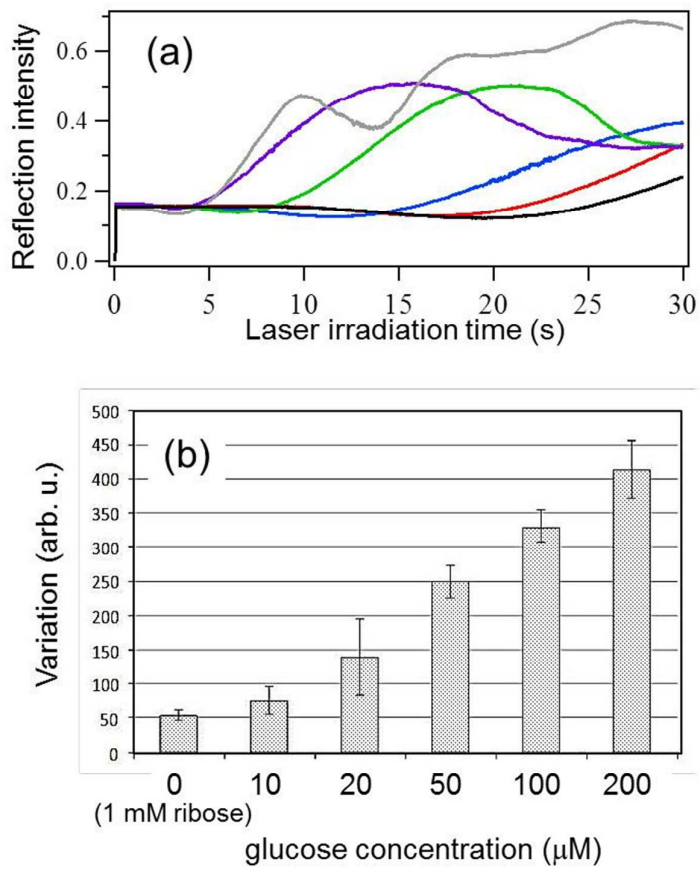 (a)
Reflection intensity
0.6
0.4
0.2
0.0
0 5 10 15 20 25 30
Laser irradiation time (s)
(b)
Variation (arb. u.)
500
450
400
350
300
250
200
150
100
50
0
0 10 20 50 100 200
(1 mM ribose)
glucose concentration (μM)